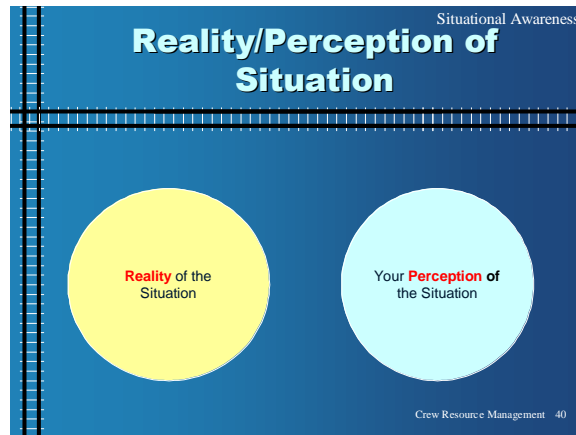 Situational Awareness
Reality/Perception of
Situation
Reality of the
Situation
Your Perception of
the Situation
Crew Resource Management 40